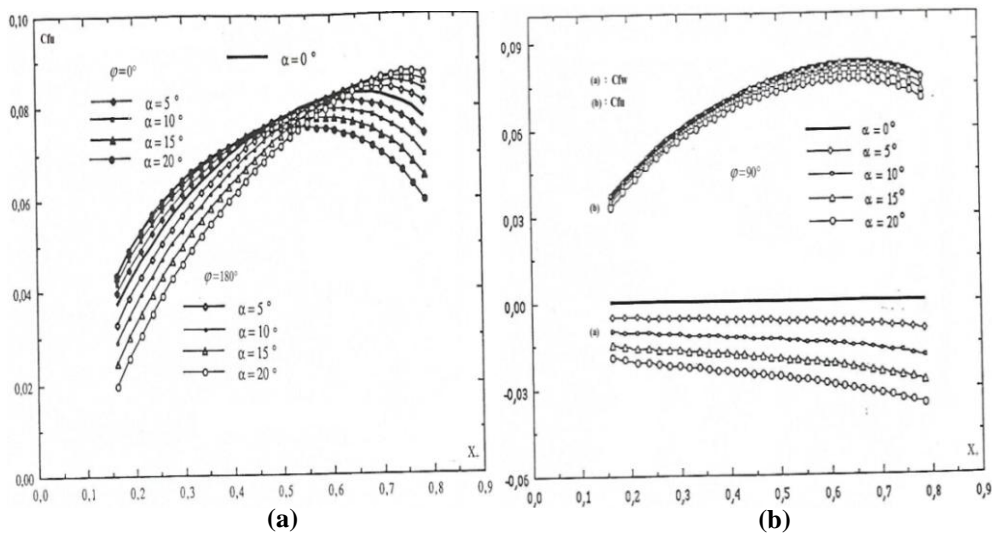 0,10
Cfu
α = 0°
φ=0°
α = 5°
α = 10°
α = 15°
α = 20°
0,08
0,06
0,04
φ=180°
α = 5°
α = 10°
α = 15°
α = 20°
0,02
X.
0,00
0,0 0,1 0,2 0,3 0,4 0,5 0,6 0,7 0,8 0,9
(a)
0,09
(a) : Cfw
(b) : Cfu
0,06
α = 0°
α = 5°
φ=90°
α = 10°
α = 15°
0,03
(b)
α = 20°
0,00
(a)
-0,03
X.
-0,05
0,0 0,1 0,2 0,3 0,4 0,5 0,6 0,7 0,8 0,9
(b)